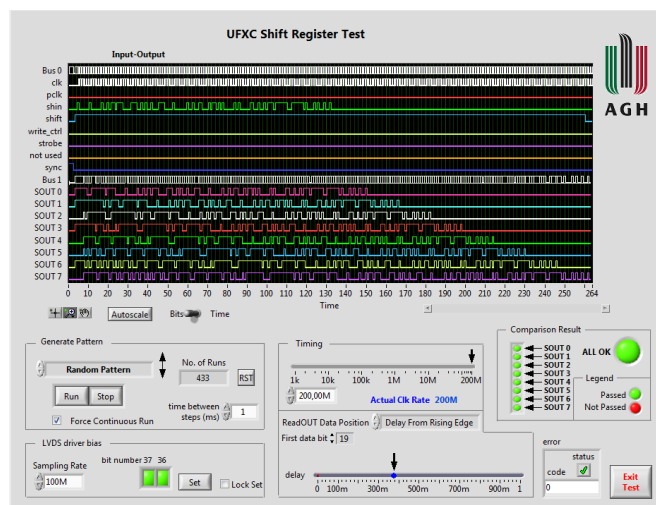 UFXC Shift Register Test
Input-Output
AGH
Bus 0
clk
pclk
shin
shift
write_ctrl
strobe
not used
sync
Bus 1
SOUT 0
SOUT 1
SOUT 2
SOUT 3
SOUT 4
SOUT 5
SOUT 6
SOUT 7
0 10 20 30 40 50 60 70 80 90 100 110 120 130 140 150 160 170 180 190 200 210 220 230 240 250 264
Time
Autoscale Bits Time
Generate Pattern
Random Pattern
No. of Runs
433 RST
Run Stop
Force Continuous Run
time between
steps (ms) 1
LVDS driver bias
Sampling Rate
100M
bit number 37 36
Set Lock Set
Timing
1k 10k 100k 1M 10M 200M
200,00M Actual Clk Rate 200M
ReadOUT Data Position Delay From Rising Edge
First data bit 19
delay
0 100m 300m 500m 700m 900m 1
Comparison Result
SOUT 0
SOUT 1
SOUT 2
SOUT 3
SOUT 4
SOUT 5
SOUT 6
SOUT 7
ALL OK
Legend
Passed
Not Passed
error
status
code
0
Exit
Test